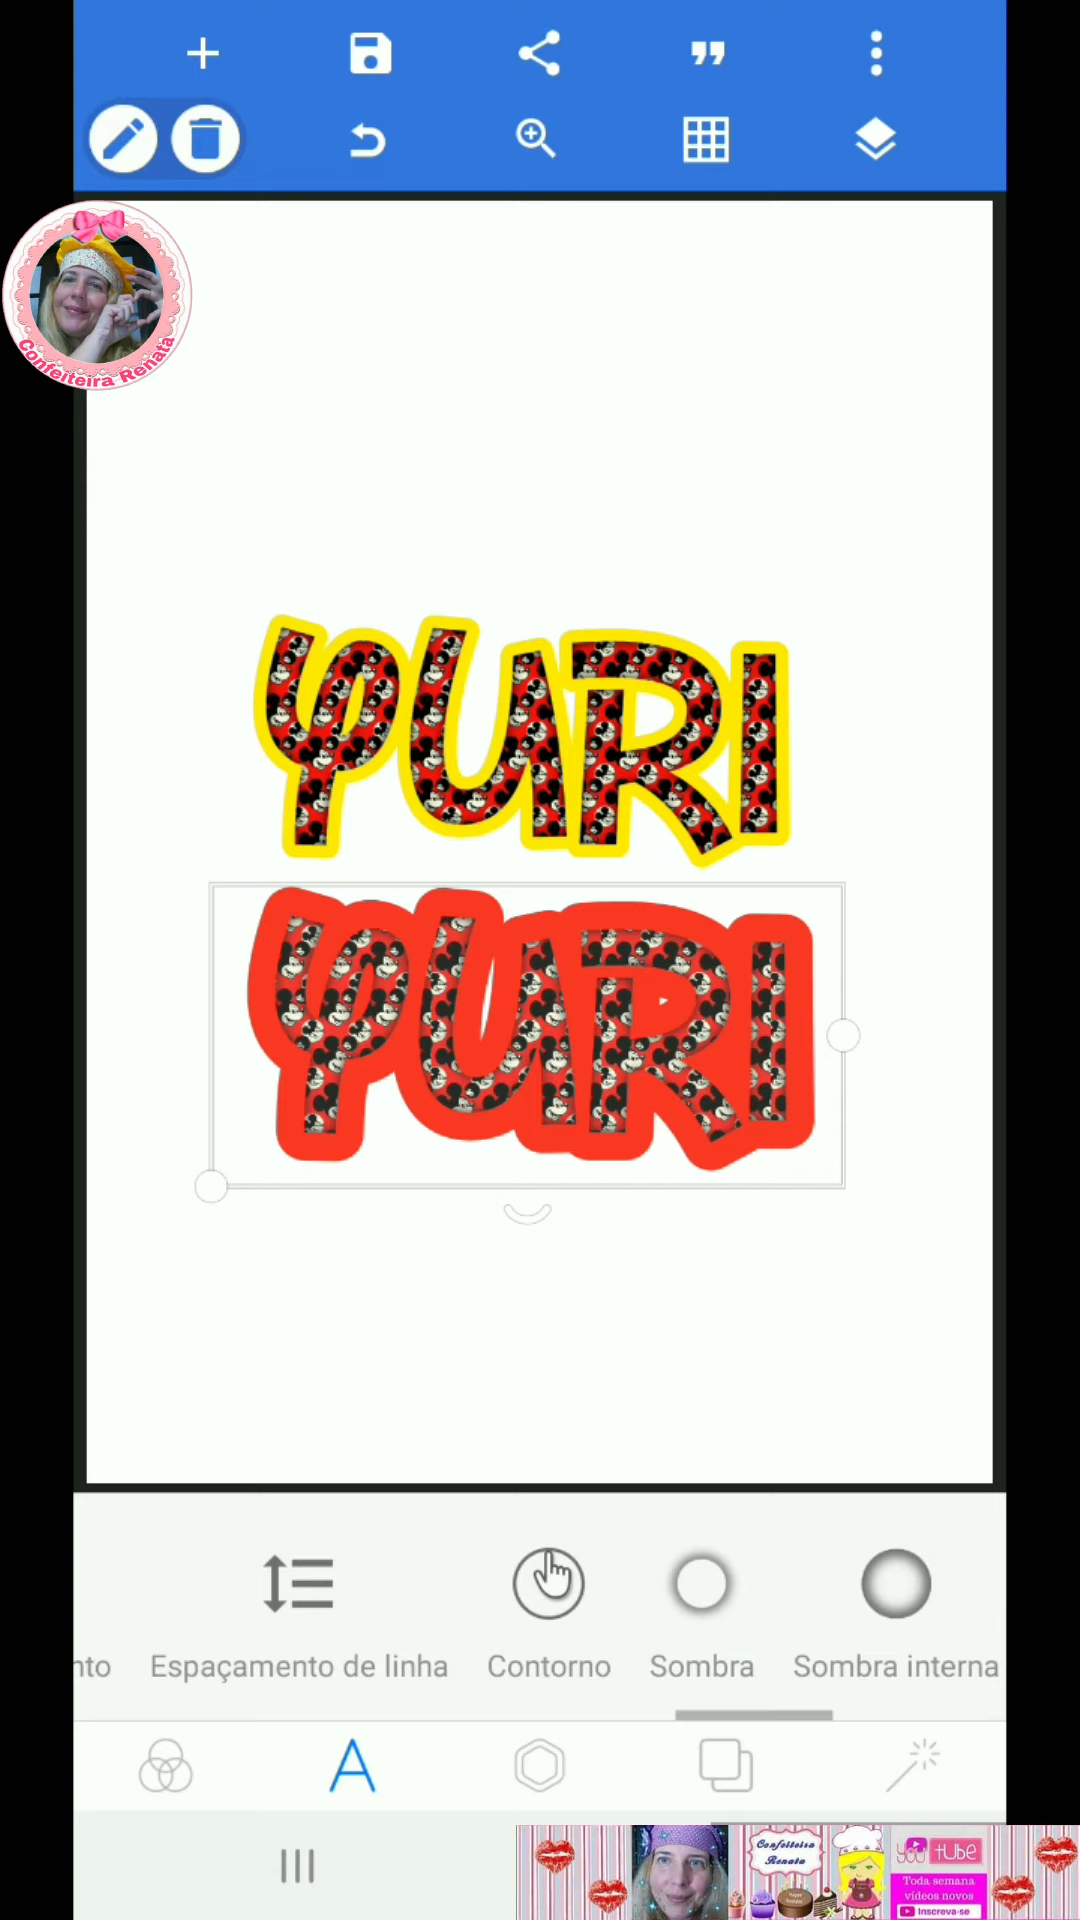 Confeiteira Renata
YURI
YURI
nto Espaçamento de linha Contorno Sombra Sombra interna
A
Confeiteira
Renata
You tube
Toda semana
vídeos novos
Inscreva-se